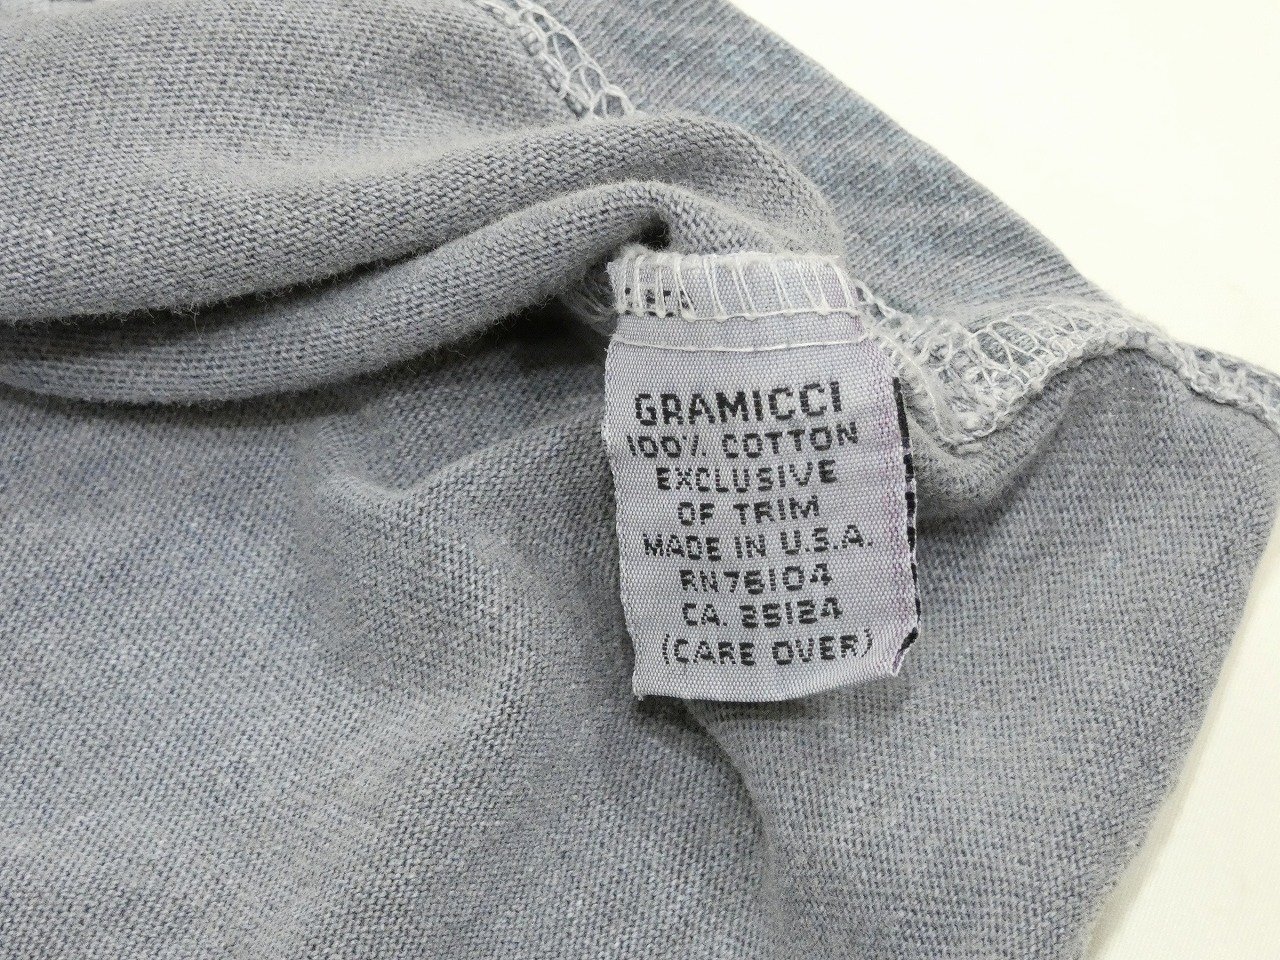 GRAMICCI
100% COTTON
EXCLUSIVE
OF TRIM
MADE IN U.S.A.
RN76104
CA. 25124
(CARE OVER)